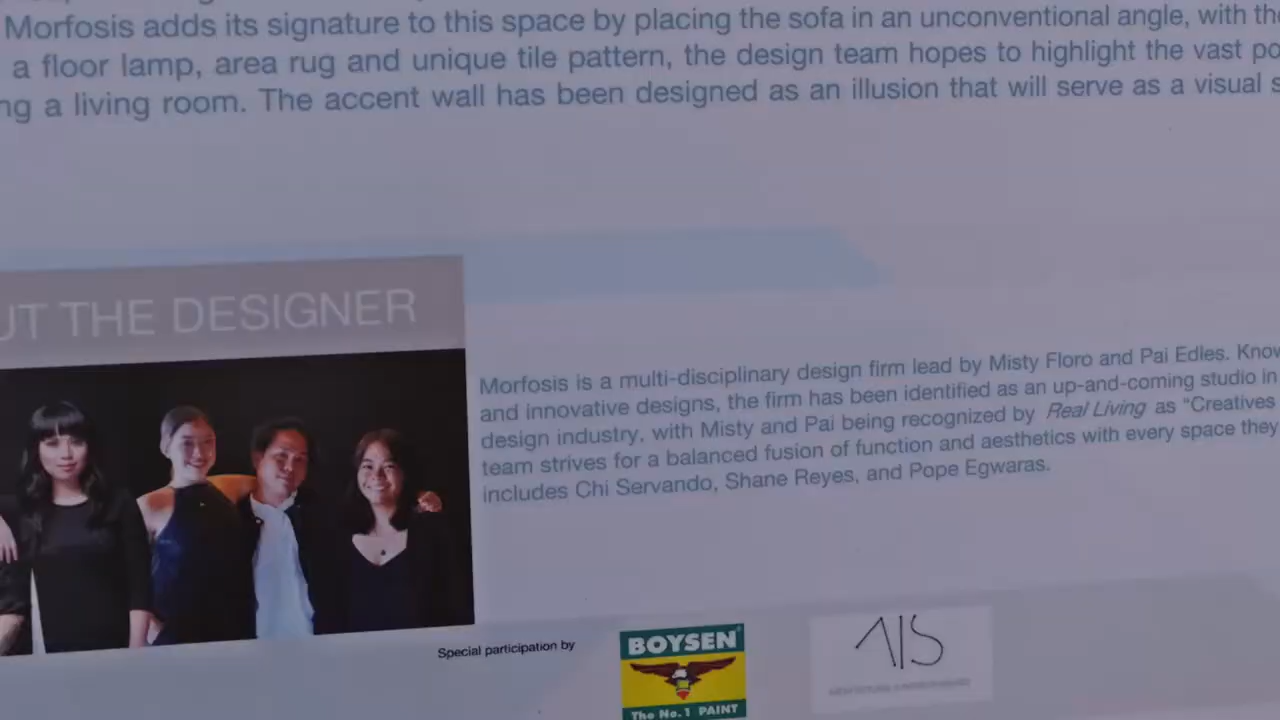 Morfosis adds its signature to this space by placing the sofa in an unconventional angle, with the
a floor lamp, area rug and unique tile pattern, the design team hopes to highlight the vast po
ng a living room. The accent wall has been designed as an illusion that will serve as a visual s
UT THE DESIGNER
Morfosis is a multi-disciplinary design firm lead by Misty Floro and Pai Edles. Know
and innovative designs, the firm has been identified as an up-and-coming studio in
design industry, with Misty and Pai being recognized by Real Living as “Creatives
team strives for a balanced fusion of function and aesthetics with every space they
includes Chi Servando, Shane Reyes, and Pope Egwaras.
Special participation by
BOYSEN®
The No.1 PAINT
AIS